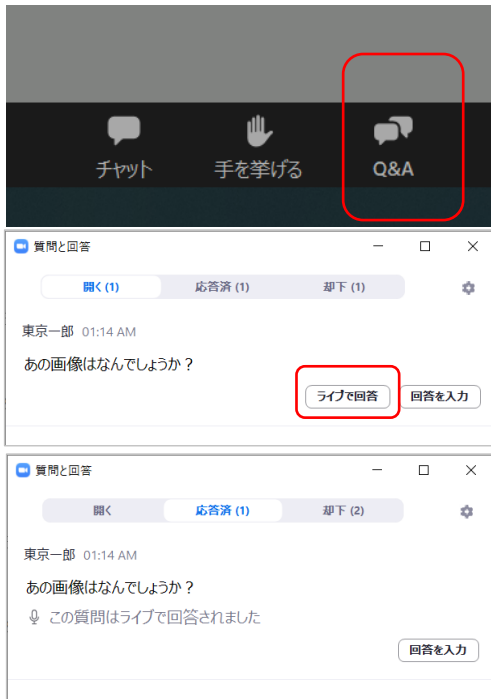 チャット 手を挙げる Q&A
質問と回答
開く (1) 応答済 (1) 却下 (1)
東京一郎 01:14 AM
あの画像はなんでしょうか？
ライブで回答 回答を入力
質問と回答
開く 応答済 (1) 却下 (2)
東京一郎 01:14 AM
あの画像はなんでしょうか？
この質問はライブで回答されました
回答を入力